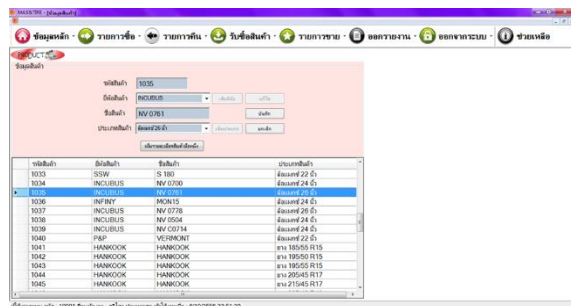 ข้อมูลหลัก รายการซื้อ รายการคืน รับซื้อสินค้า รายการขาย ออกรายงาน ออกจากระบบ ช่วยเหลือ
PRODUCTS
ข้อมูลสินค้า
รหัสสินค้า 1035
ยี่ห้อสินค้า INCUBUS แก้ไข
ชื่อสินค้า NV 0761 บันทึก
ประเภทสินค้า ล้อแมกซ์ 26 นิ้ว ยกเลิก
รหัสสินค้า ยี่ห้อสินค้า ชื่อสินค้า ประเภทสินค้า
1033 SSW S 180 ล้อแมกซ์ 22 นิ้ว
1034 INCUBUS NV 0700 ล้อแมกซ์ 24 นิ้ว
1035 INCUBUS NV 0761 ล้อแมกซ์ 26 นิ้ว
1036 INFINY MON15 ล้อแมกซ์ 24 นิ้ว
1037 INCUBUS NV 0778 ล้อแมกซ์ 26 นิ้ว
1038 INCUBUS NV 0504 ล้อแมกซ์ 24 นิ้ว
1039 INCUBUS NV C0714 ล้อแมกซ์ 24 นิ้ว
1040 P&P VERMONT ล้อแมกซ์ 22 นิ้ว
1041 HANKOOK HANKOOK ยาง 185/55 R15
1042 HANKOOK HANKOOK ยาง 195/50 R15
1043 HANKOOK HANKOOK ยาง 195/55 R15
1044 HANKOOK HANKOOK ยาง 205/45 R17
1045 HANKOOK HANKOOK ยาง 215/45 R17